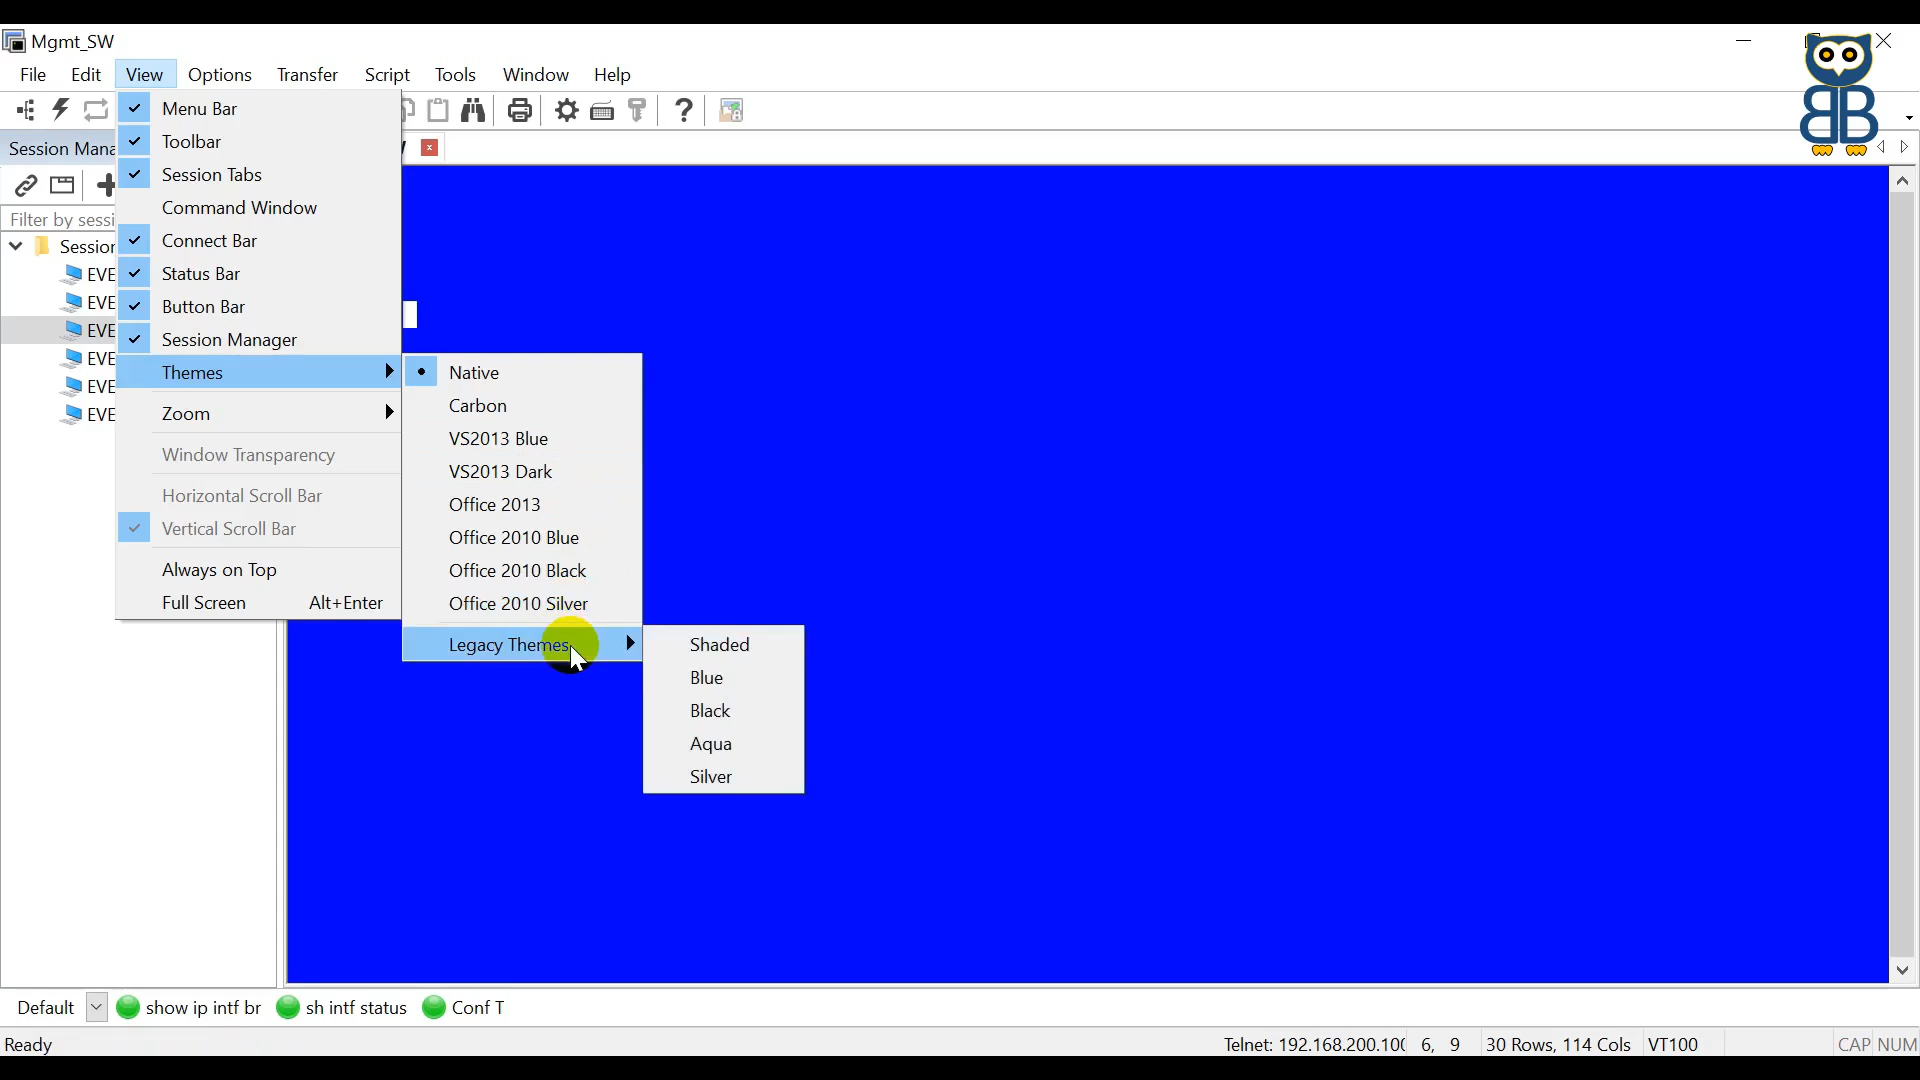 Mgmt_SW
File Edit View Options Transfer Script Tools Window Help
Session Mana
Filter by sessi
Session
EVE
EVE
EVE
EVE
EVE
EVE
Menu Bar
Toolbar
Session Tabs
Command Window
Connect Bar
Status Bar
Button Bar
Session Manager
Themes
Zoom
Window Transparency
Horizontal Scroll Bar
Vertical Scroll Bar
Always on Top
Full Screen Alt+Enter
Native
Carbon
VS2013 Blue
VS2013 Dark
Office 2013
Office 2010 Blue
Office 2010 Black
Office 2010 Silver
Legacy Themes
Shaded
Blue
Black
Aqua
Silver
BB
Default show ip intf br sh intf status Conf T
Ready Telnet: 192.168.200.100 6, 9 30 Rows, 114 Cols VT100 CAP NUM